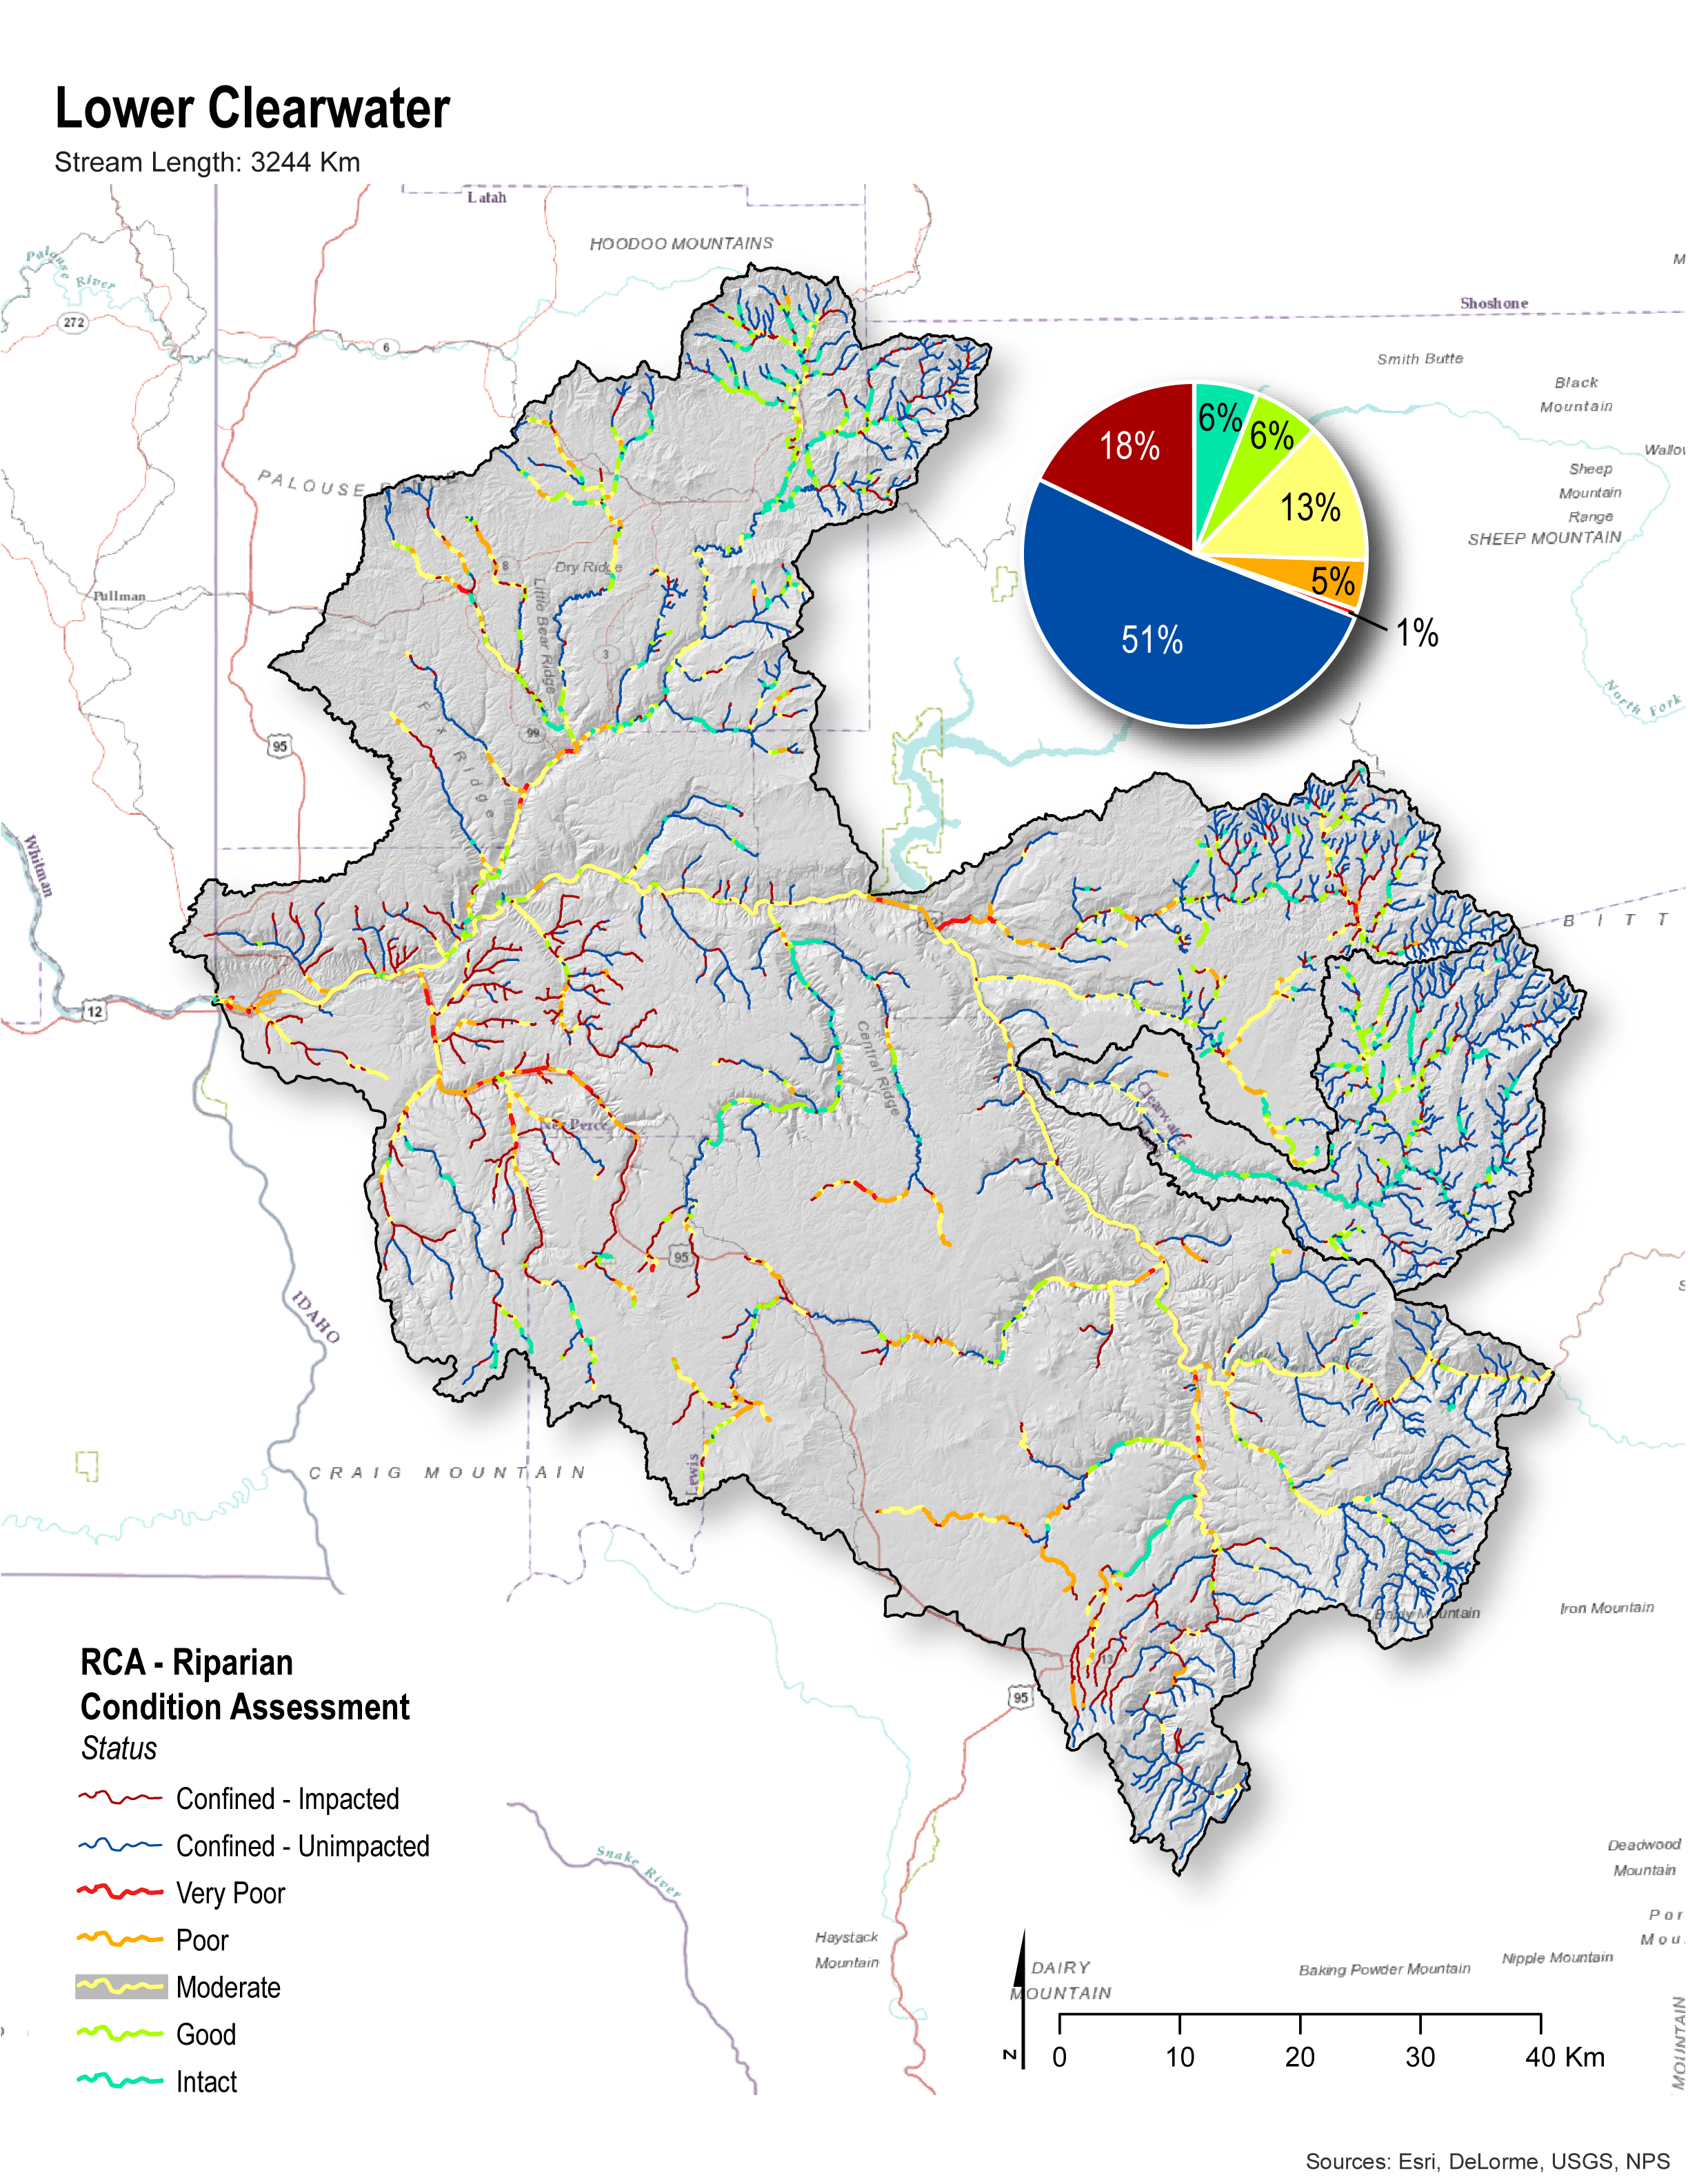 Lower Clearwater
Stream Length: 3244 Km
Latah
HOODOO MOUNTAINS
Palouse River
272
6
Shoshone
Smith Butte
Black
Mountain
Sheep
Mountain
Range
SHEEP MOUNTAIN
6%
6%
18%
13%
5%
1%
51%
PALOUSE
Pullman
8
Dry Ridge
Little Bear Ridge
3
99
95
Fix Ridge
North Fork
Whitman
12
BITT
Central Ridge
Clearwater
Nez Perce
95
IDAHO
CRAIG MOUNTAIN
Lewis
Iron Mountain
13
95
RCA - Riparian
Condition Assessment
Status
Confined - Impacted
Confined - Unimpacted
Very Poor
Poor
Moderate
Good
Intact
Snake River
Haystack
Mountain
DAIRY
MOUNTAIN
Deadwood
Mountain
Baking Powder Mountain
Nipple Mountain
MOUNTAIN
N
0 10 20 30 40 Km
Sources: Esri, DeLorme, USGS, NPS